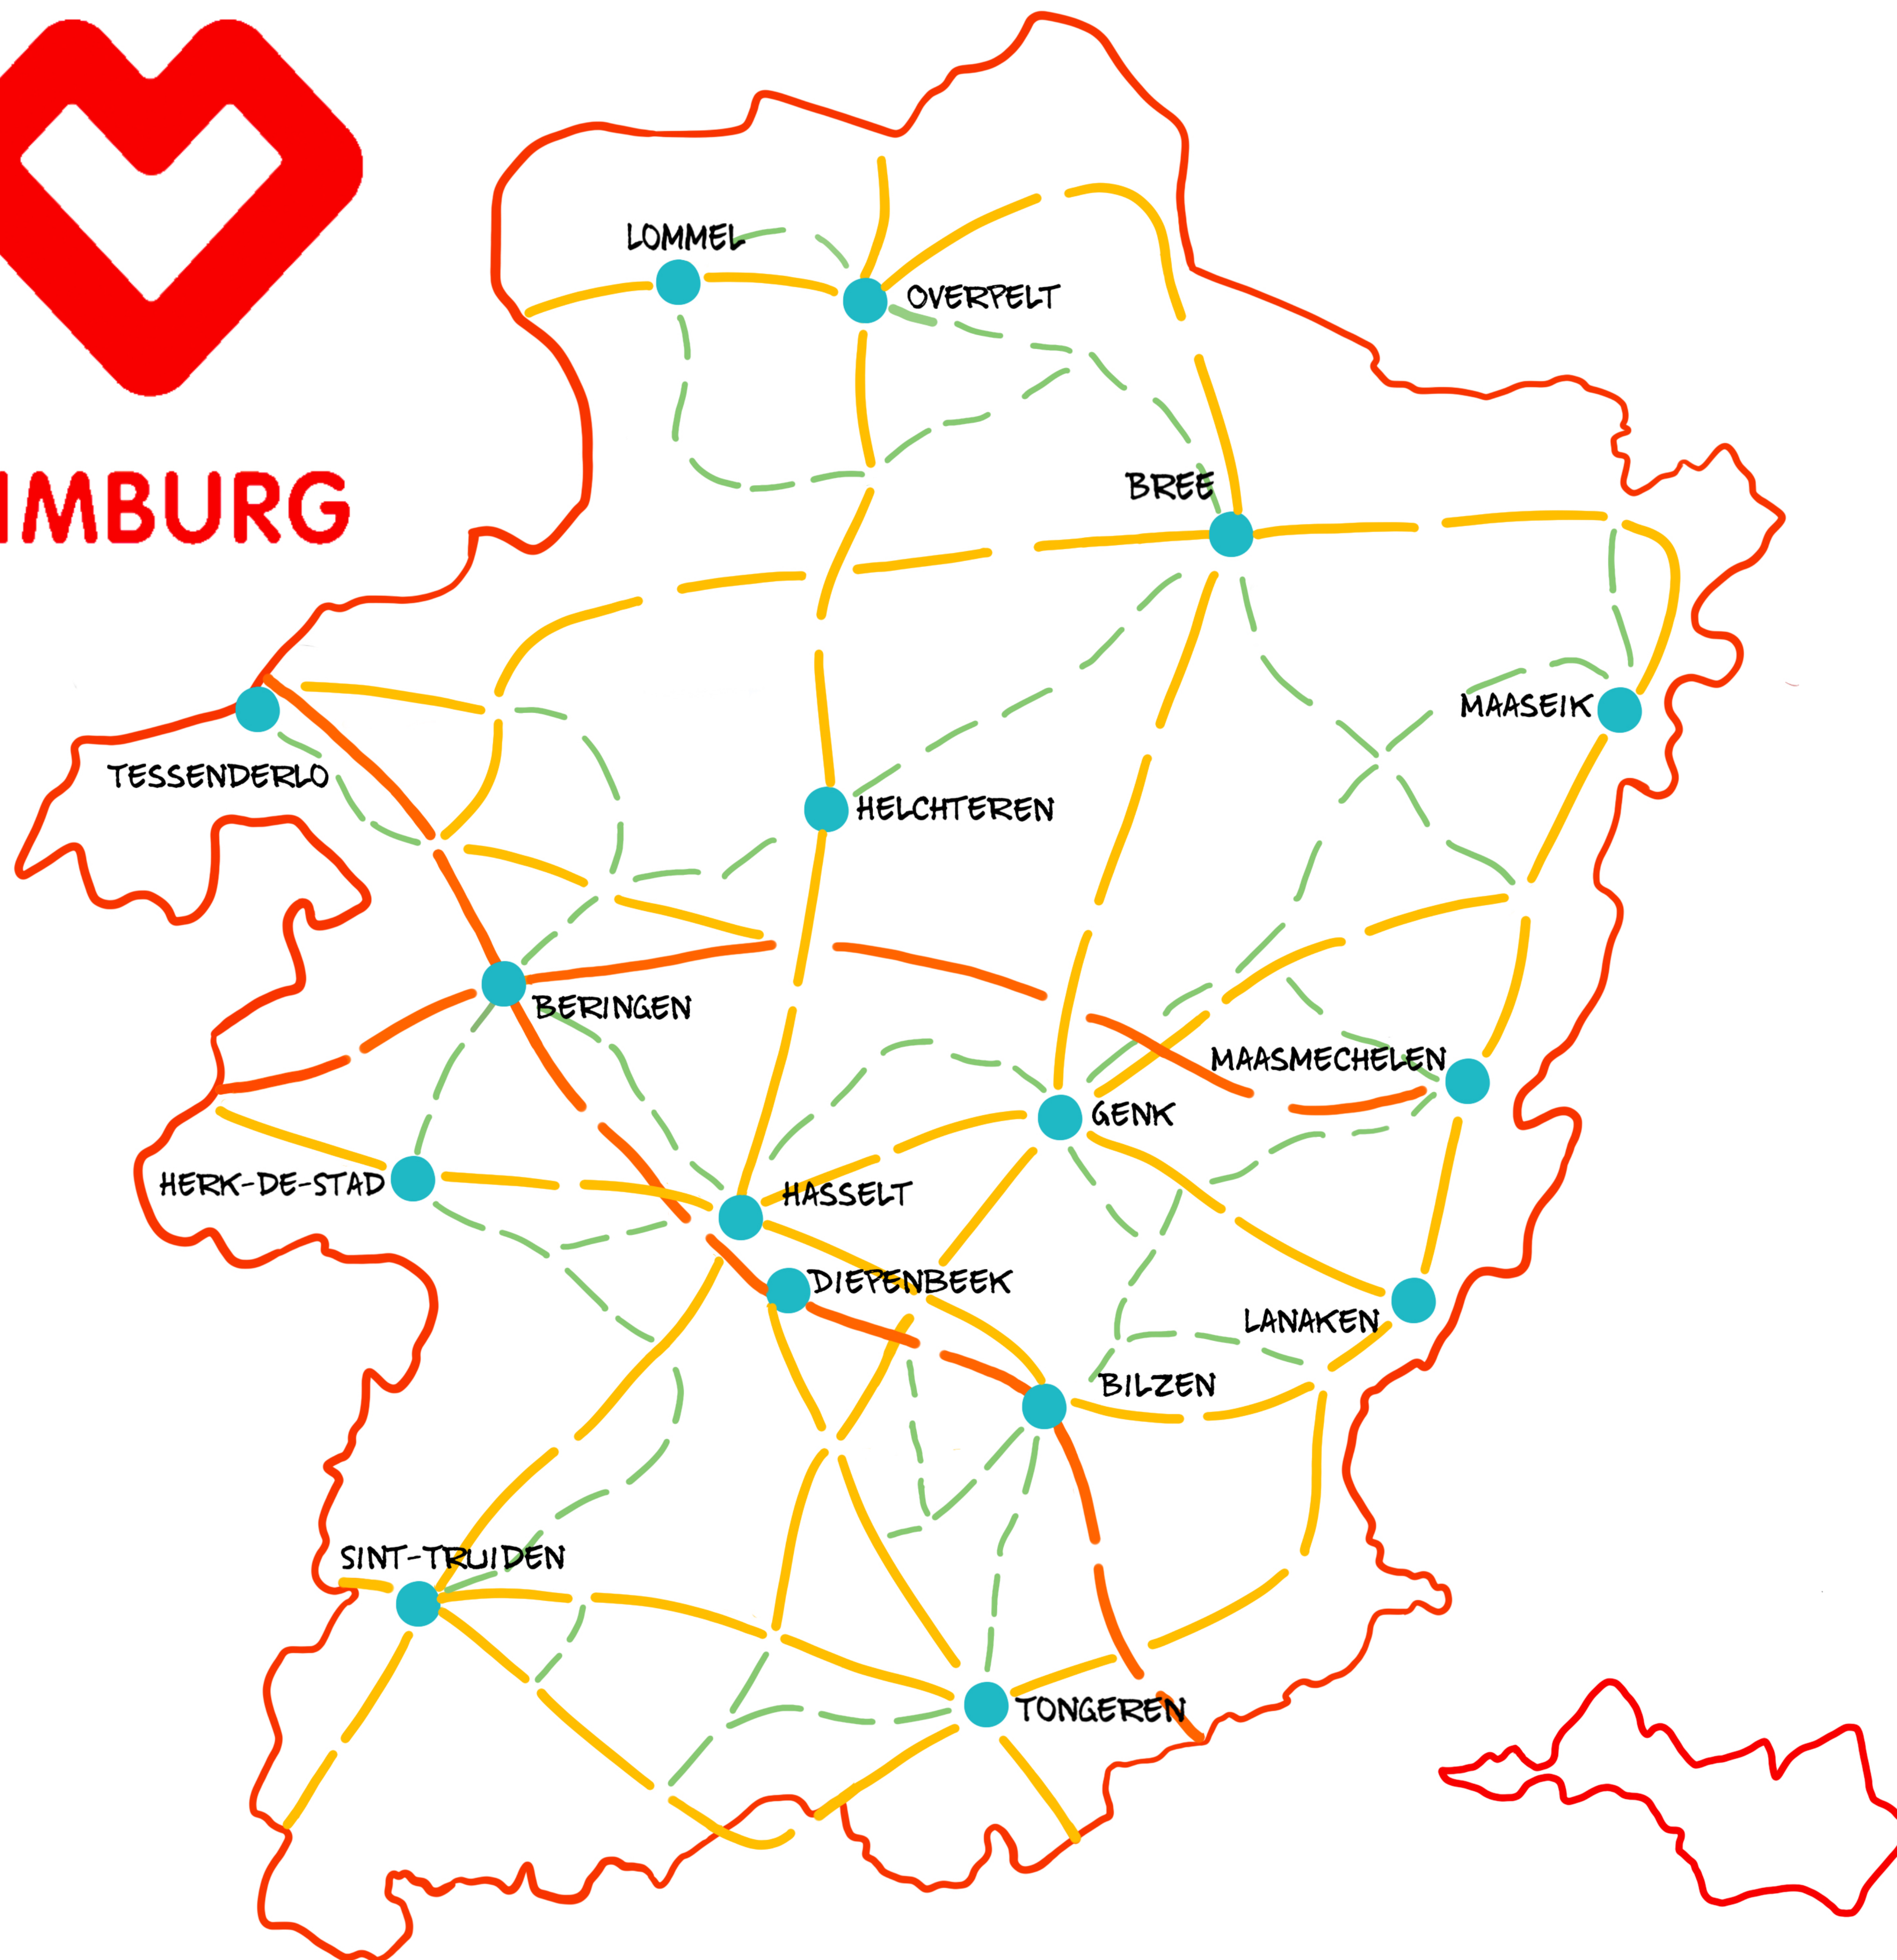 LOMMEL
OVERPELT
IMBURG
BREE
MAASEIK
TESSENDERLO
HELCHTEREN
BERINGEN
MAASMECHELEN
GENK
HERK-DE-STAD
HASSELT
DIEPENBEEK
LANAKEN
BILZEN
SINT-TRUIDEN
TONGEREN